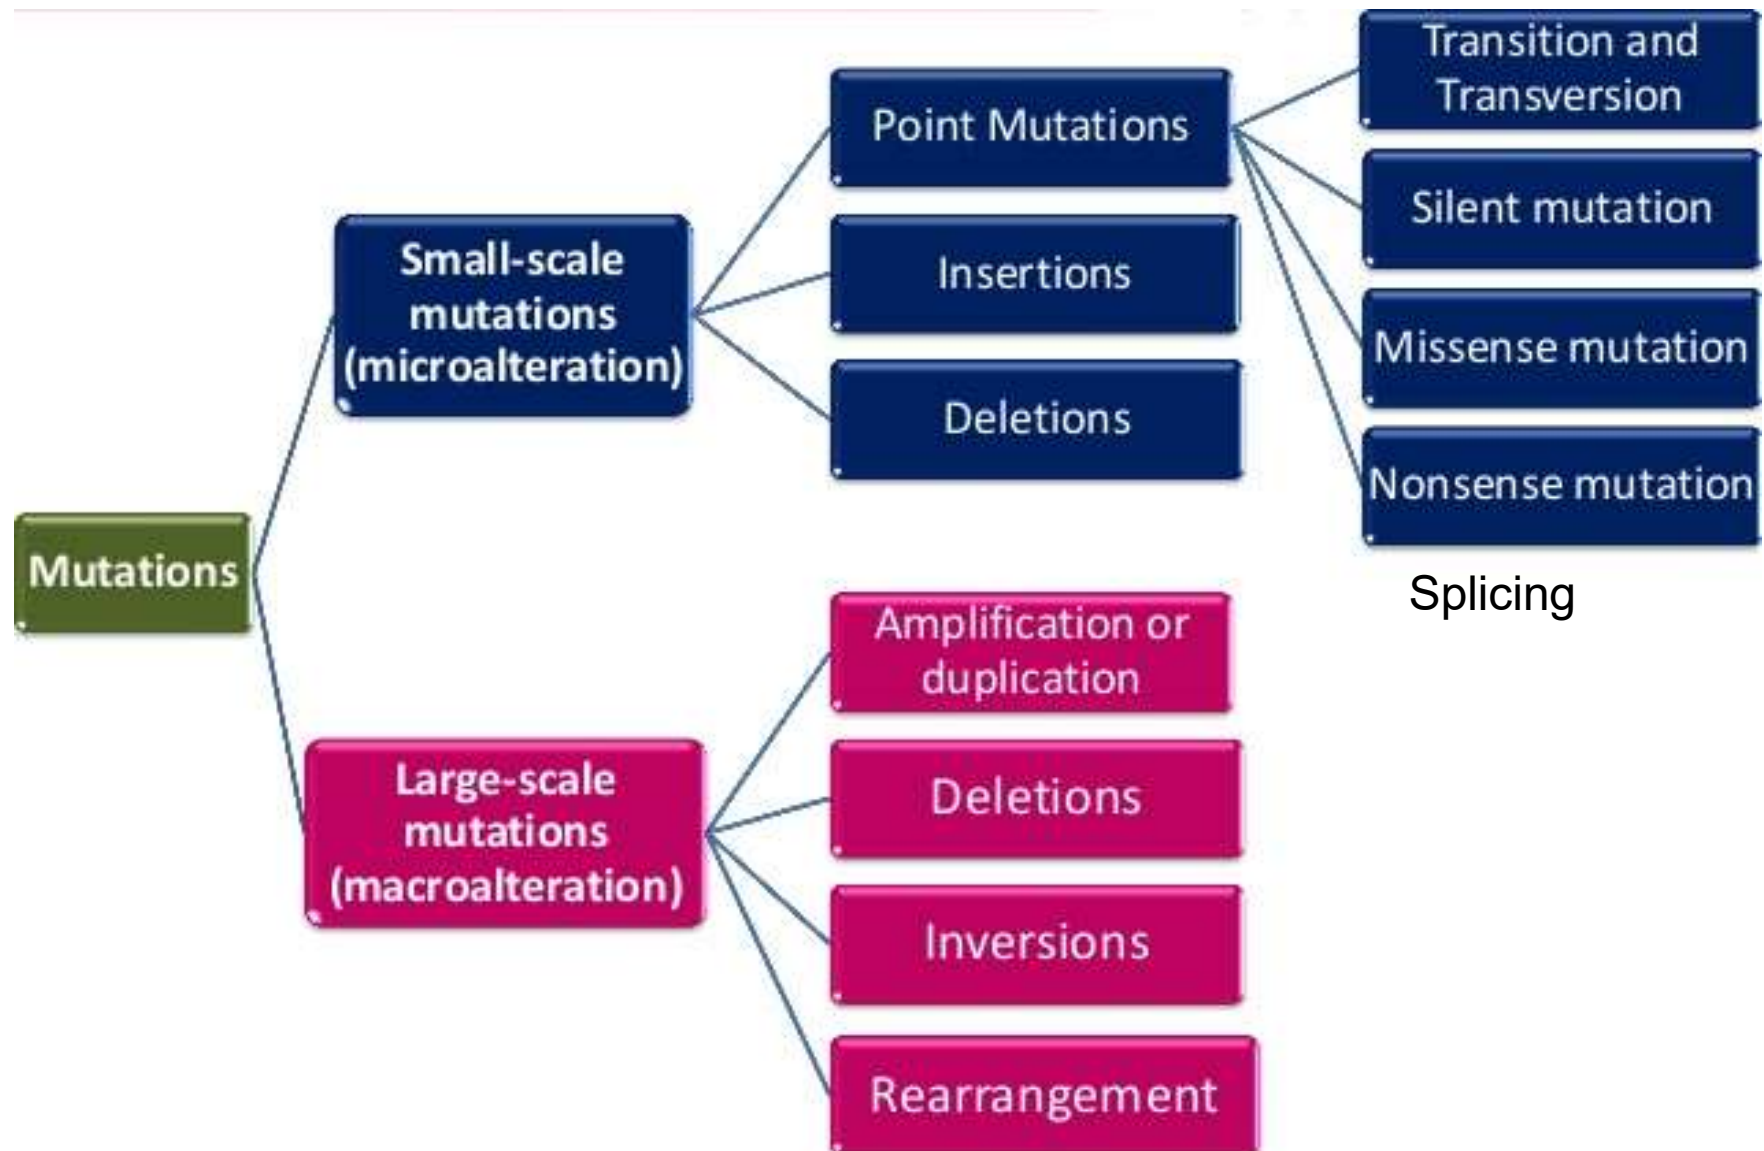 Transition and
Transversion
Point Mutations
Silent mutation
Small-scale
mutations
(microalteration)
Insertions
Missense mutation
Deletions
Nonsense mutation
Mutations
Splicing
Amplification or
duplication
Large-scale
mutations
(macroalteration)
Deletions
Inversions
Rearrangement